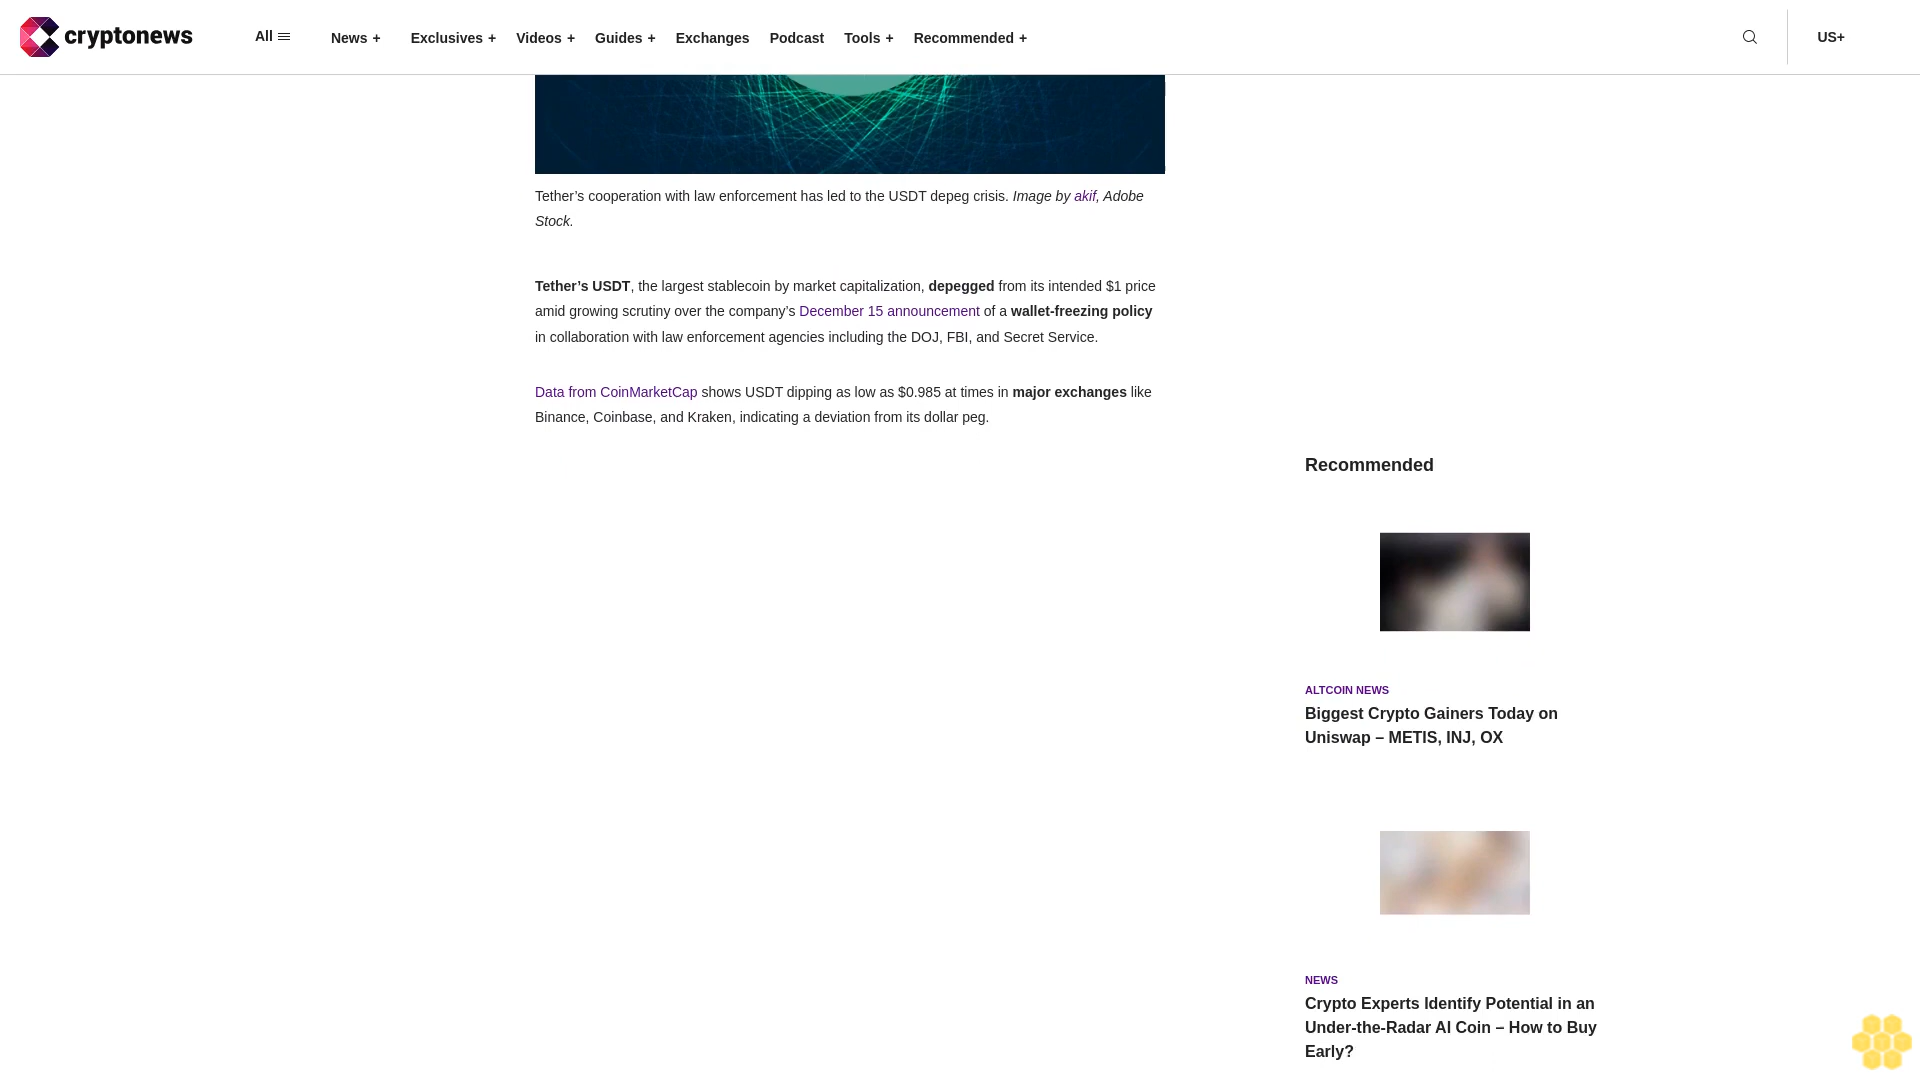 cryptonews
All
News +
Exclusives +
Videos +
Guides +
Exchanges
Podcast
Tools +
Recommended +
US+
Tether’s cooperation with law enforcement has led to the USDT depeg crisis. Image by akif, Adobe
Stock.
Tether’s USDT, the largest stablecoin by market capitalization, depegged from its intended $1 price
amid growing scrutiny over the company’s December 15 announcement of a wallet-freezing policy
in collaboration with law enforcement agencies including the DOJ, FBI, and Secret Service.
Data from CoinMarketCap shows USDT dipping as low as $0.985 at times in major exchanges like
Binance, Coinbase, and Kraken, indicating a deviation from its dollar peg.
Recommended
ALTCOIN NEWS
Biggest Crypto Gainers Today on
Uniswap – METIS, INJ, OX
NEWS
Crypto Experts Identify Potential in an
Under-the-Radar AI Coin – How to Buy
Early?